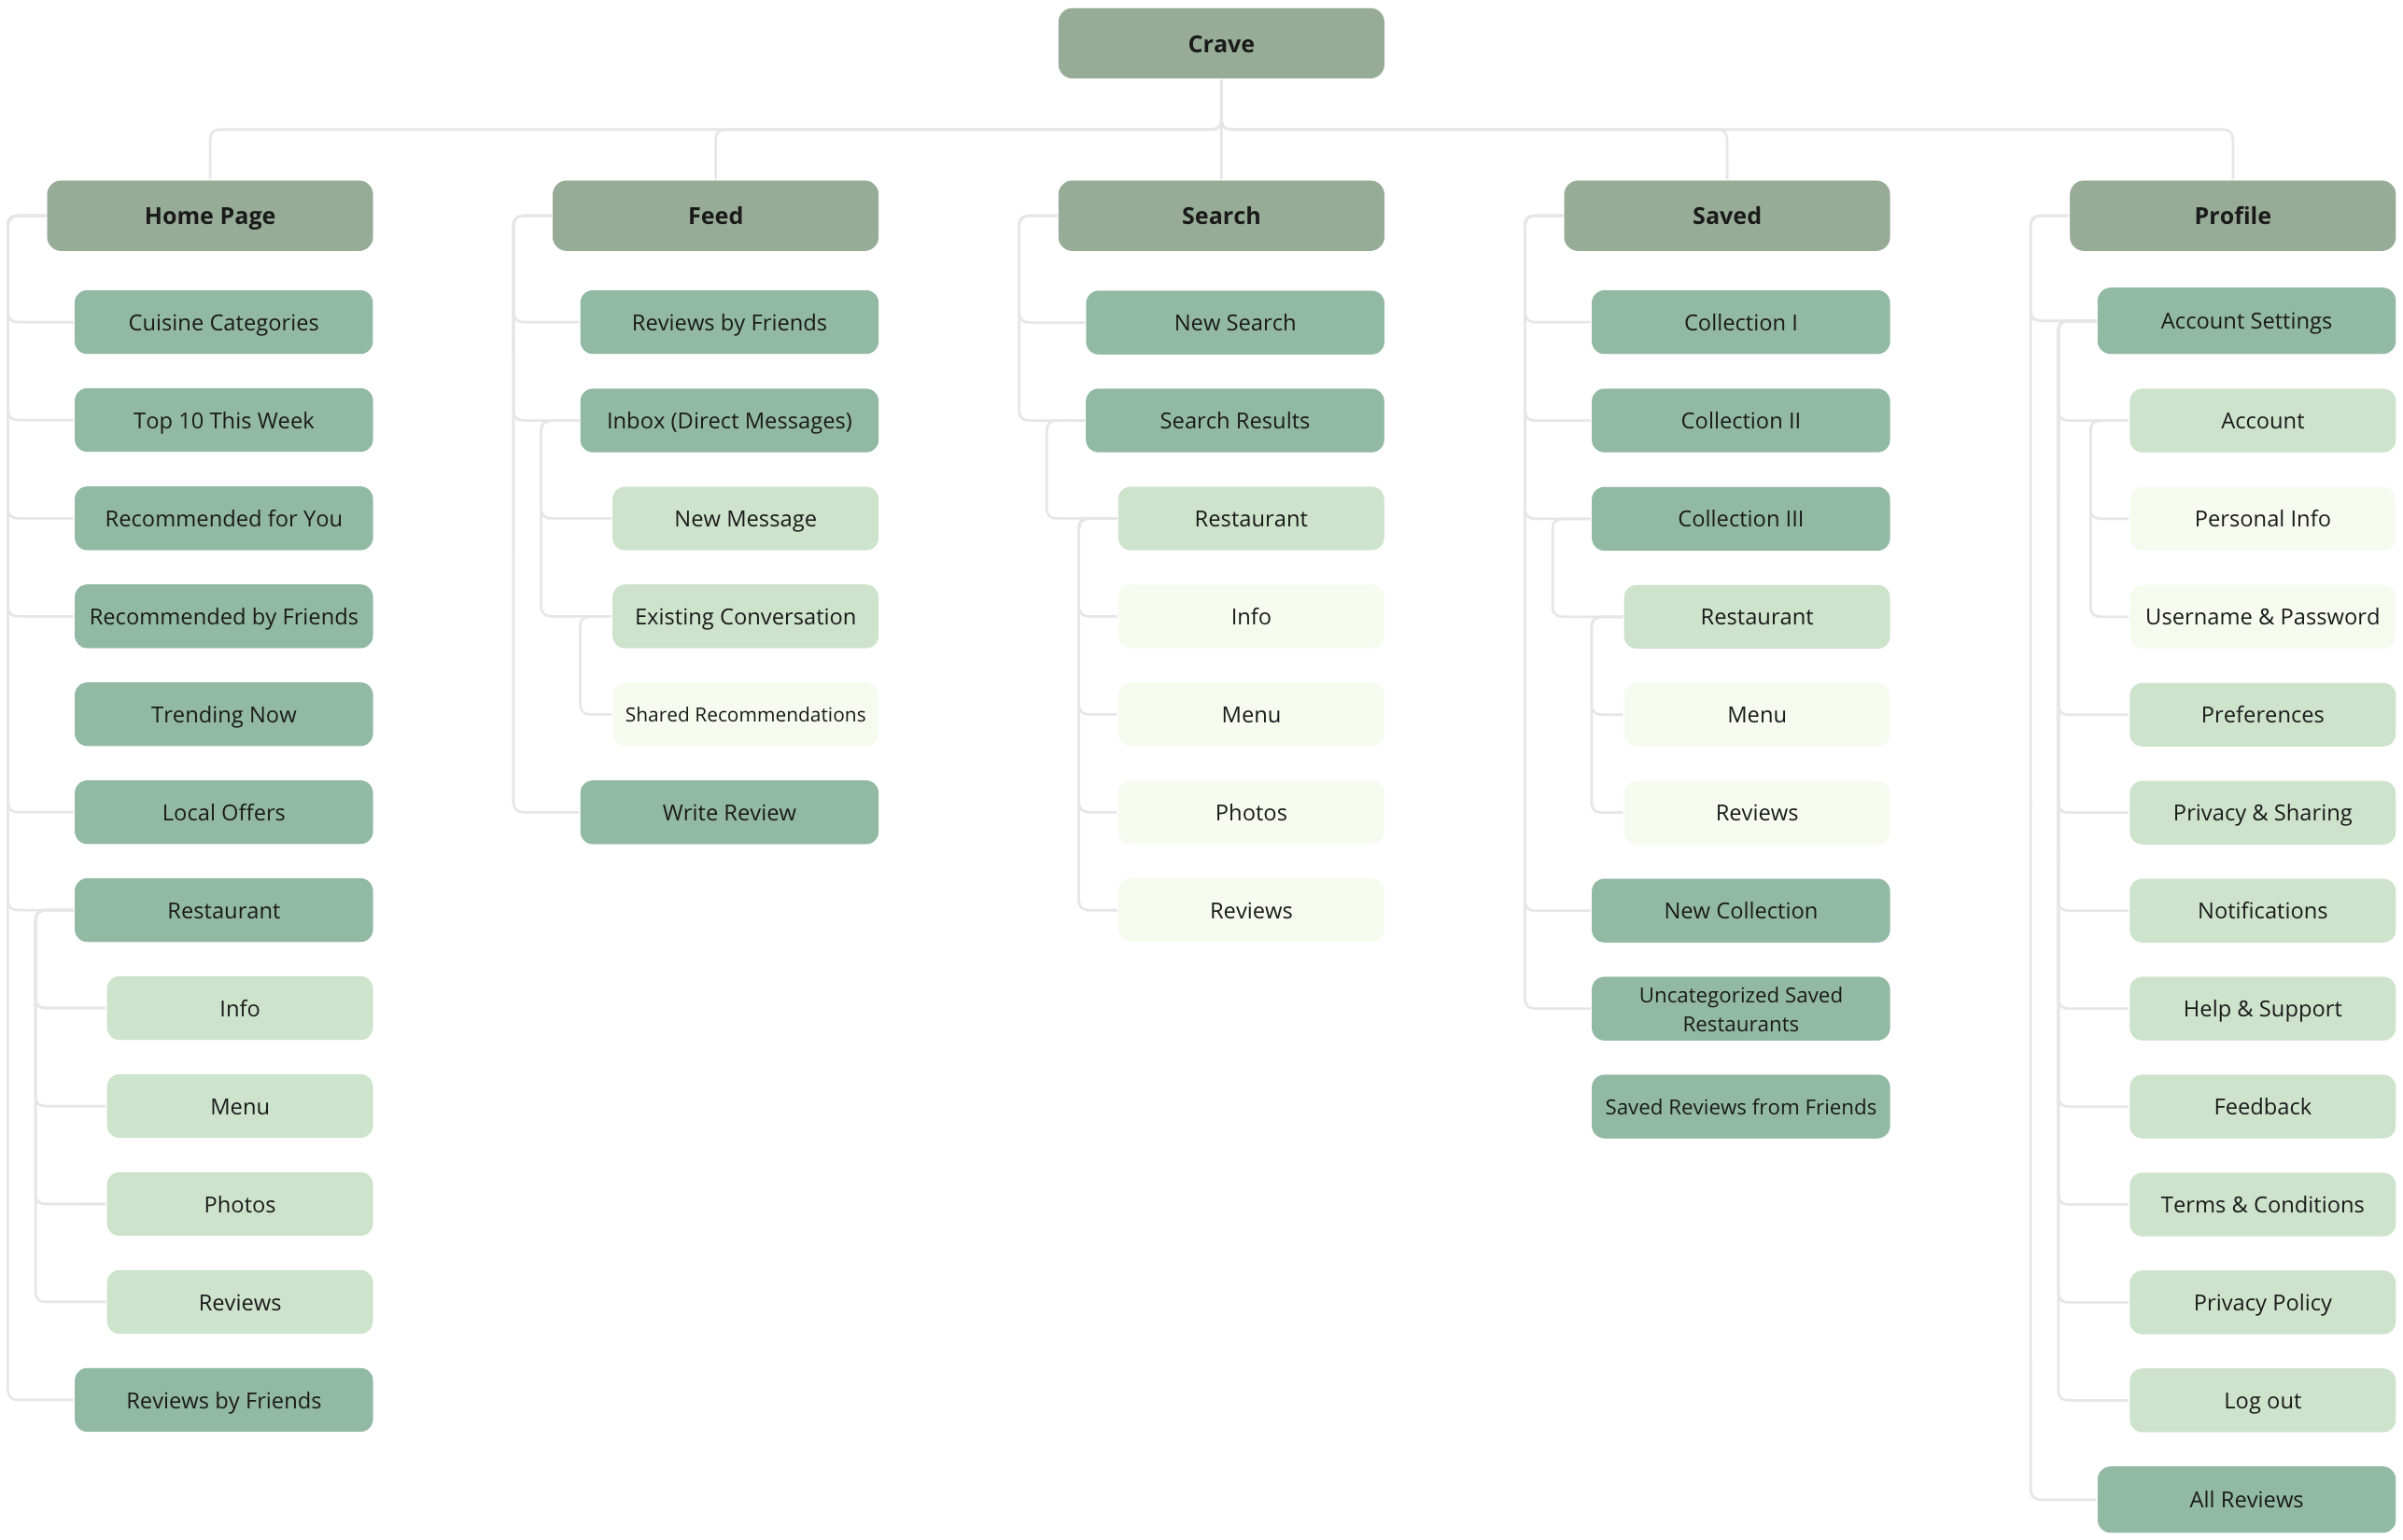 Crave
Home Page
Cuisine Categories
Top 10 This Week
Recommended for You
Recommended by Friends
Trending Now
Local Offers
Restaurant
Info
Menu
Photos
Reviews
Reviews by Friends
Feed
Reviews by Friends
Inbox (Direct Messages)
New Message
Existing Conversation
Shared Recommendations
Write Review
Search
New Search
Search Results
Restaurant
Info
Menu
Photos
Reviews
Saved
Collection I
Collection II
Collection III
Restaurant
Menu
Reviews
New Collection
Uncategorized Saved
Restaurants
Saved Reviews from Friends
Profile
Account Settings
Account
Personal Info
Username & Password
Preferences
Privacy & Sharing
Notifications
Help & Support
Feedback
Terms & Conditions
Privacy Policy
Log out
All Reviews